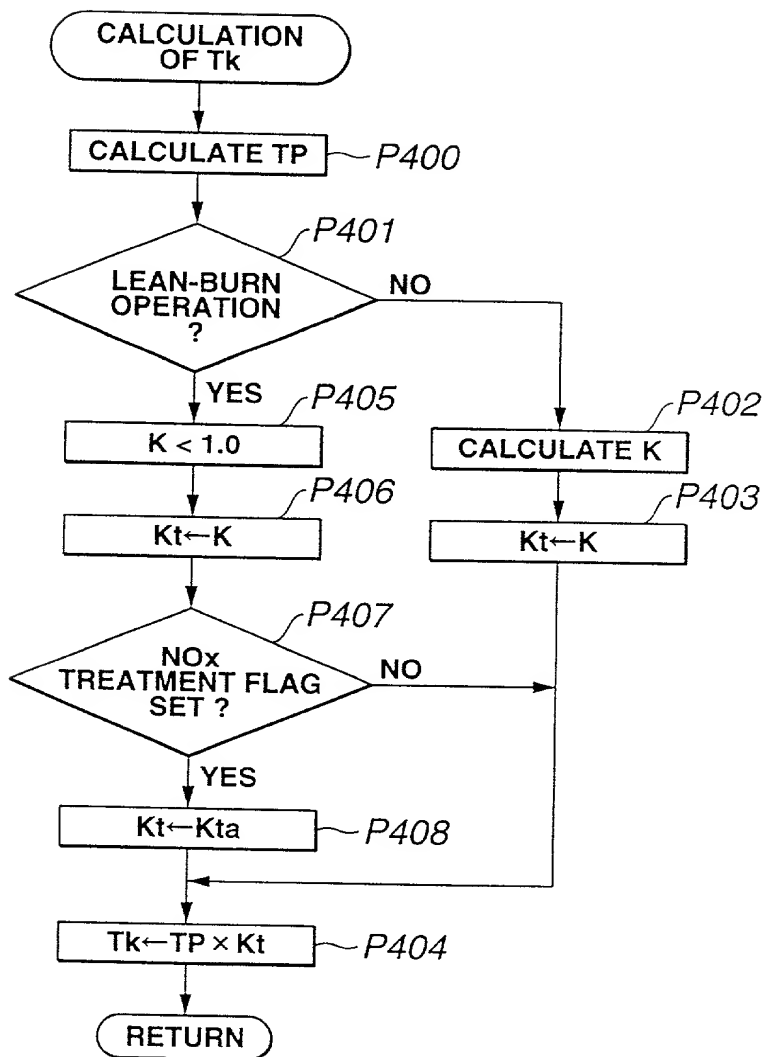 CALCULATION
OF Tk
CALCULATE TP
P400
P401
LEAN-BURN
OPERATION
?
NO
YES
P405
K < 1.0
P402
CALCULATE K
P406
Kt←K
P403
Kt←K
P407
NOx
TREATMENT FLAG
SET ?
NO
YES
Kt←Kta
P408
Tk←TP × Kt
P404
RETURN